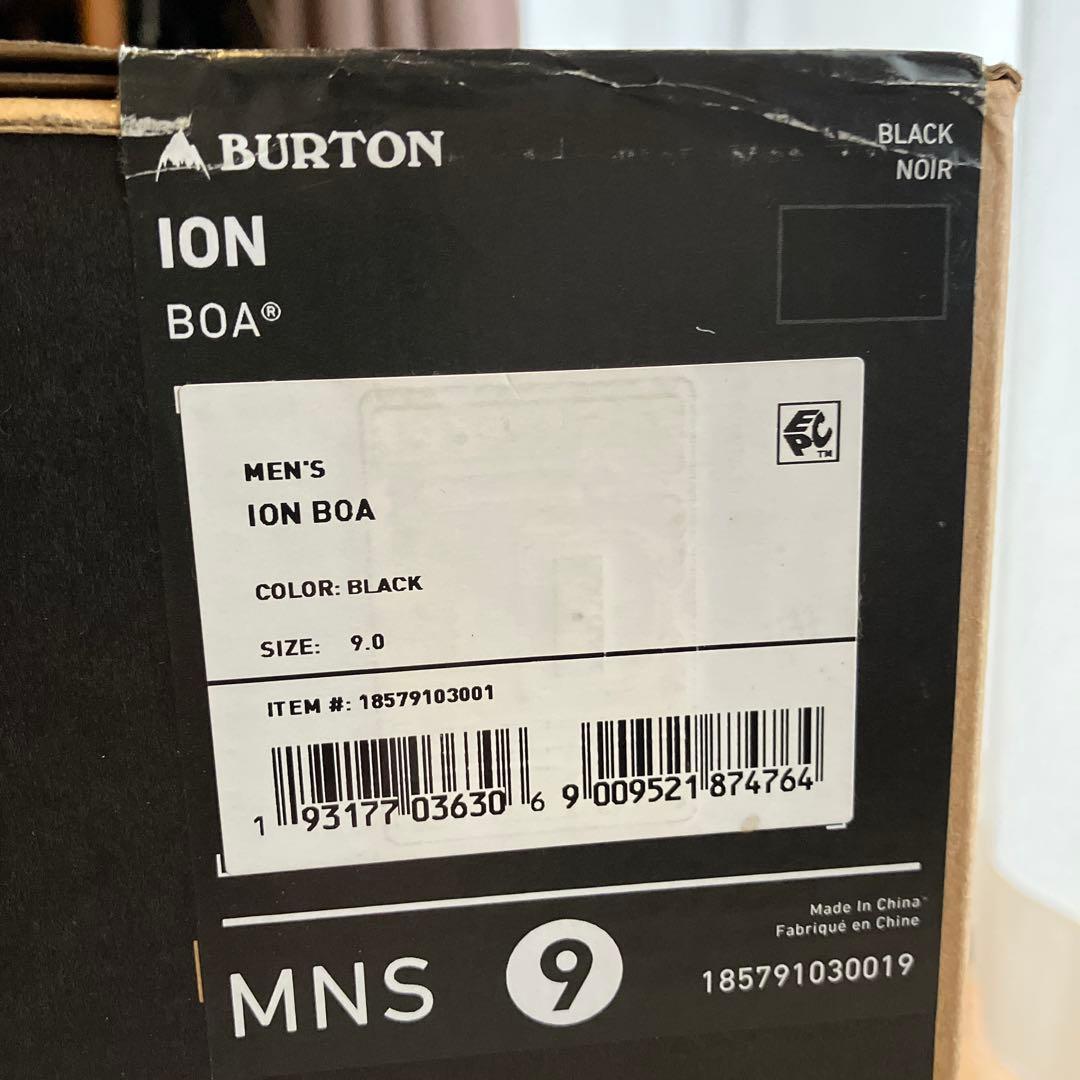 BURTON
BLACK
NOIR
ION
BOA®
EPC™
MEN'S
ION BOA
COLOR: BLACK
SIZE: 9.0
ITEM #: 18579103001
1 93177 03630 6
9 009521 874764
Made In China
Fabriqué en Chine
MNS 9
185791030019